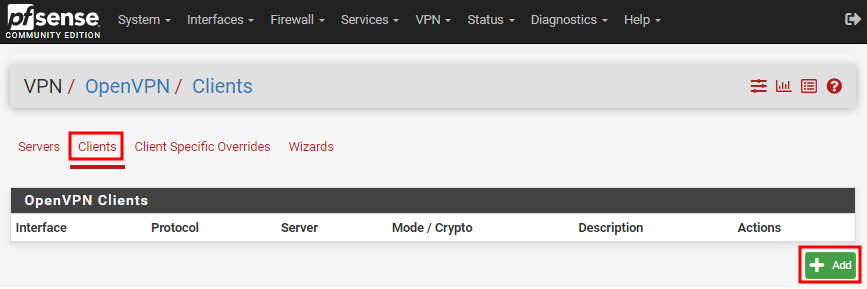 pfsense System Interfaces Firewall Services VPN Status Diagnostics Help
COMMUNITY EDITION
VPN / OpenVPN / Clients
Servers Clients Client Specific Overrides Wizards
OpenVPN Clients
Interface Protocol Server Mode / Crypto Description Actions
Add